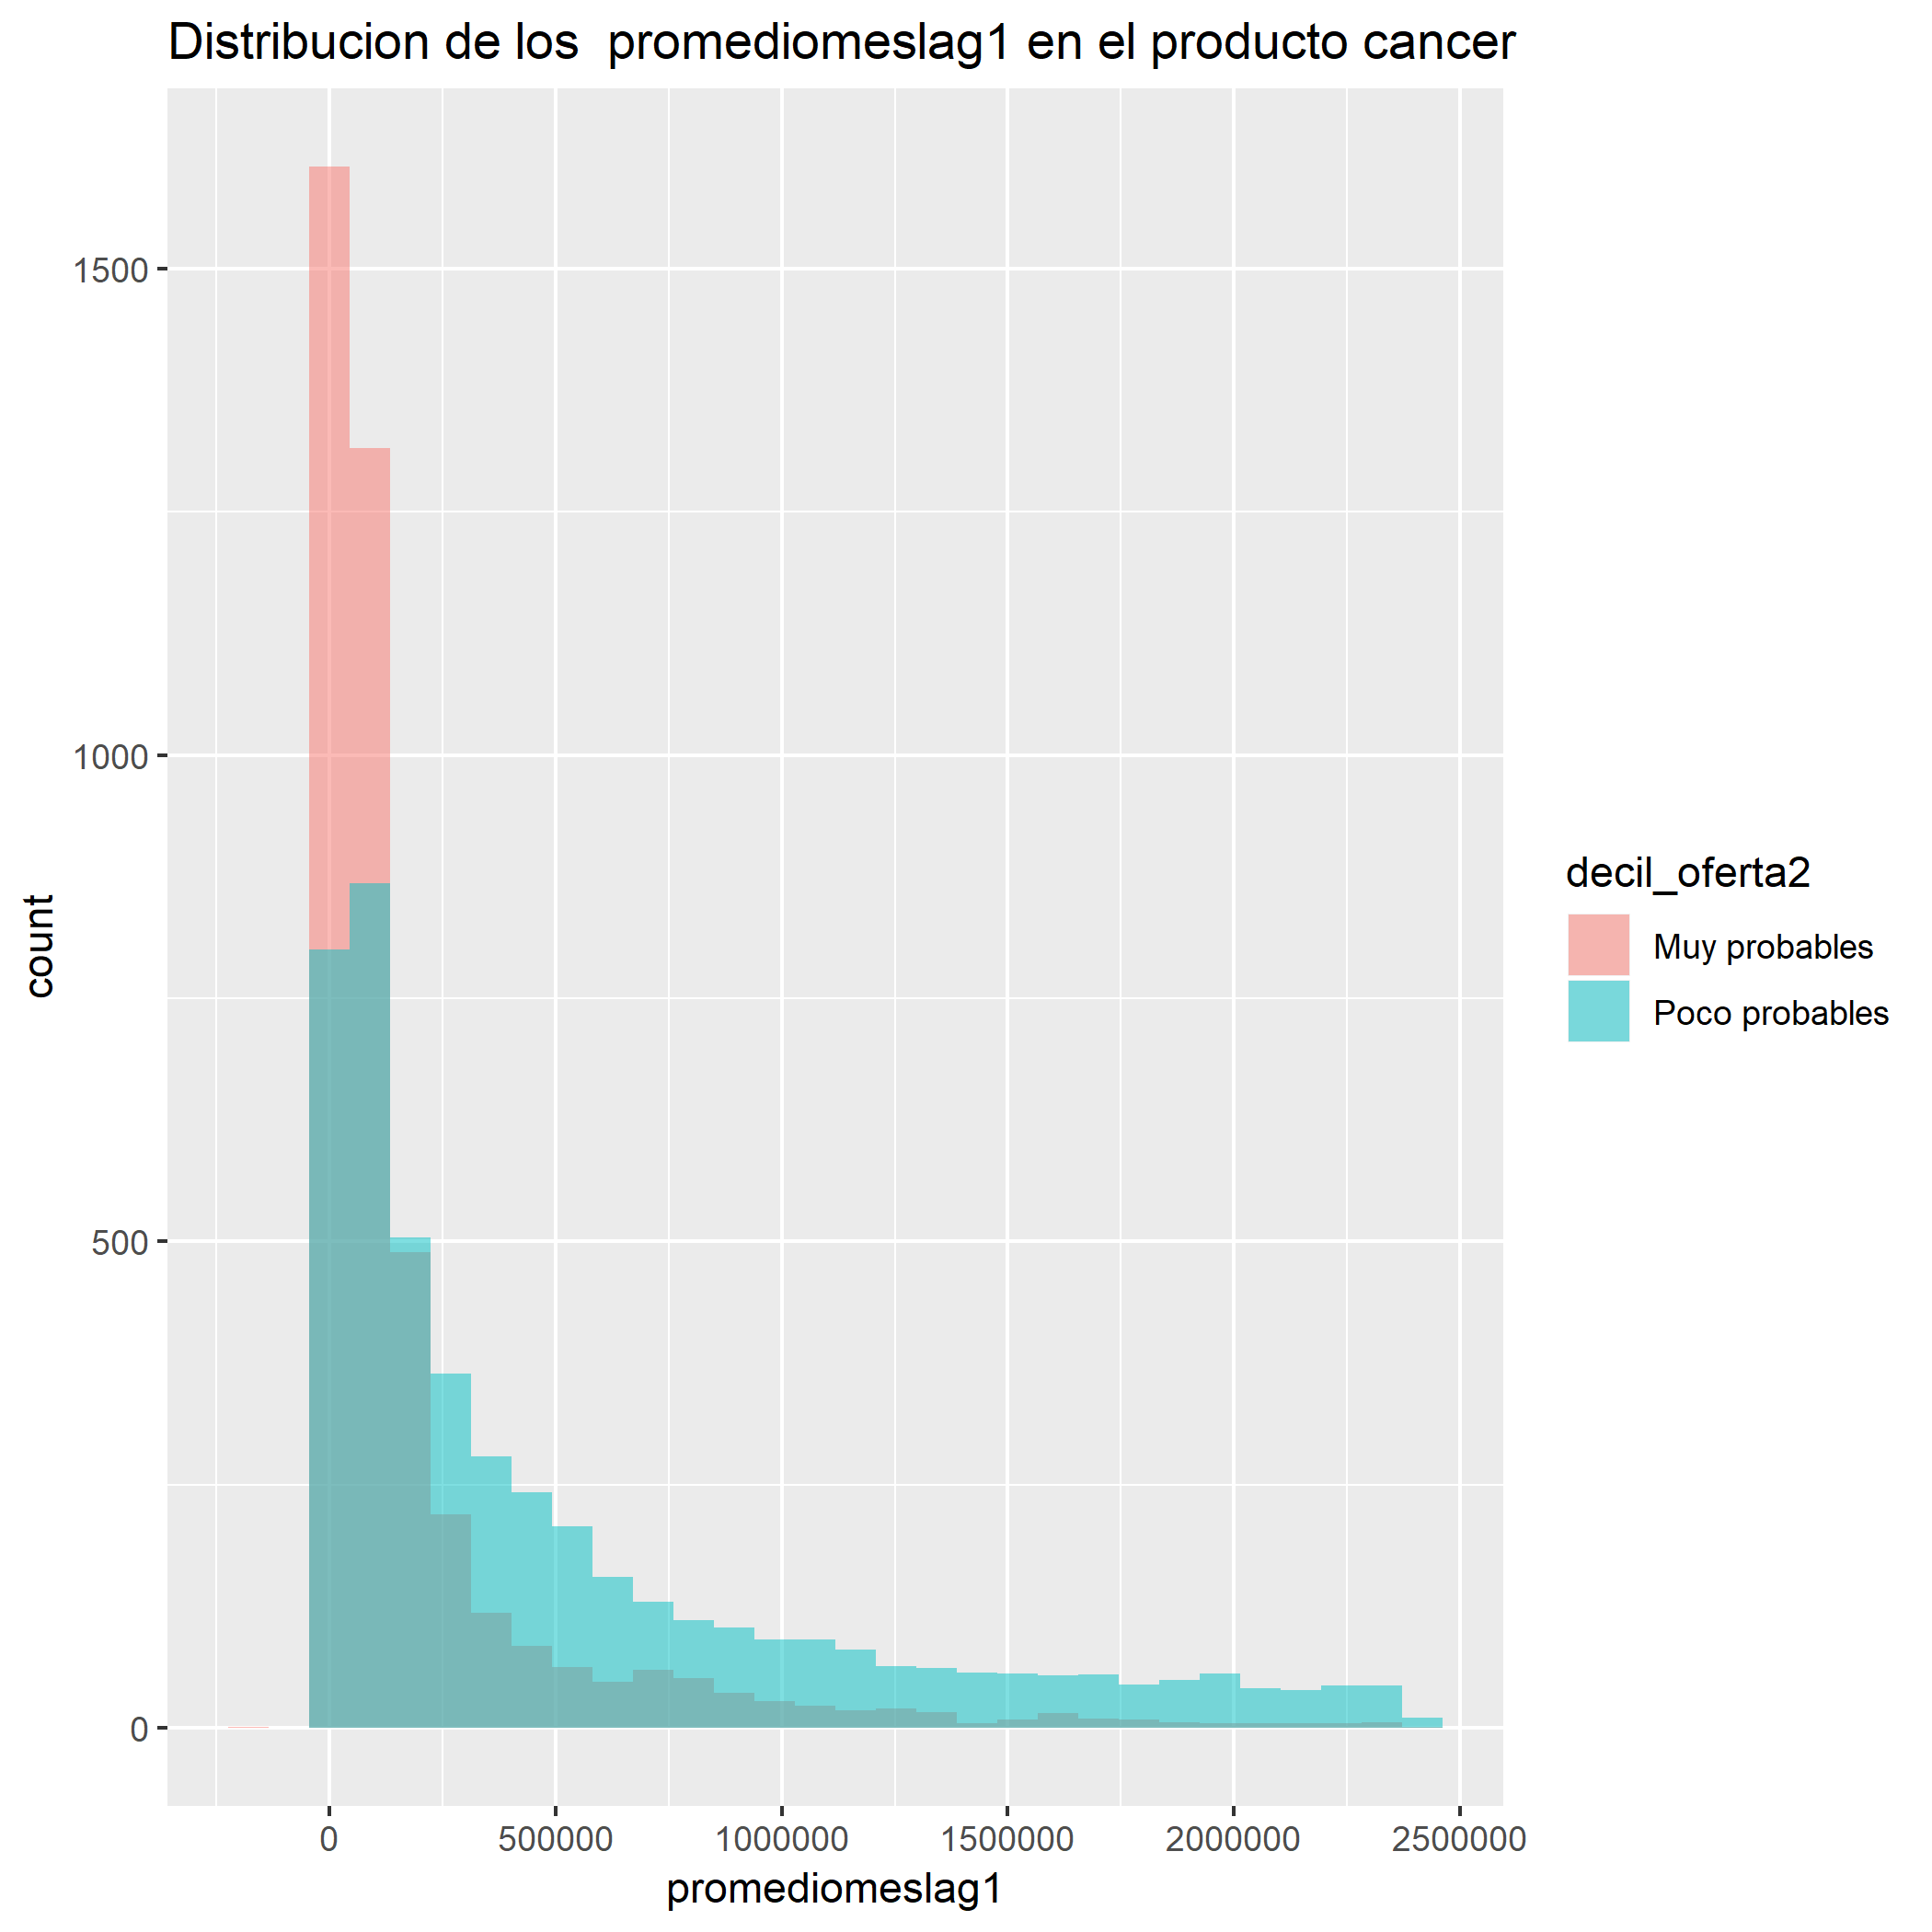 Distribucion de los  promediomeslag1 en el producto cancer
1500
1000
500
0
count
0 500000 1000000 1500000 2000000 2500000
promediomeslag1
decil_oferta2
Muy probables
Poco probables